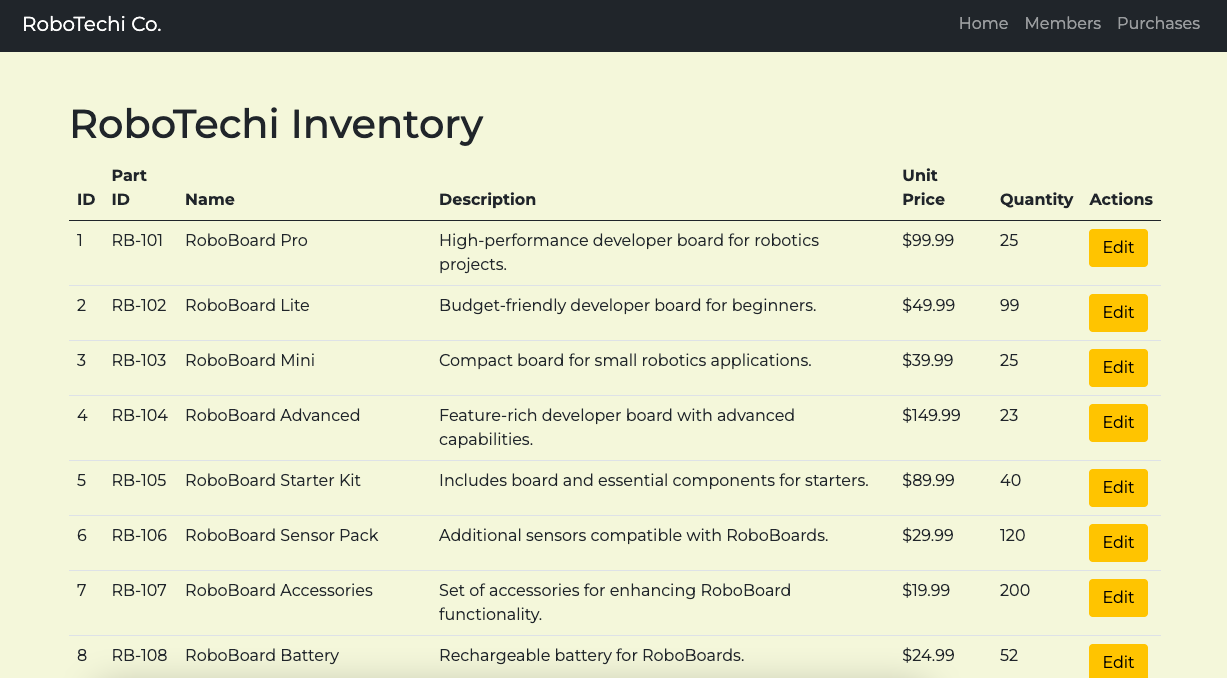 RoboTechi Co. Home Members Purchases
RoboTechi Inventory
ID Part ID Name Description Unit Price Quantity Actions
1 RB-101 RoboBoard Pro High-performance developer board for robotics projects. $99.99 25 Edit
2 RB-102 RoboBoard Lite Budget-friendly developer board for beginners. $49.99 99 Edit
3 RB-103 RoboBoard Mini Compact board for small robotics applications. $39.99 25 Edit
4 RB-104 RoboBoard Advanced Feature-rich developer board with advanced capabilities. $149.99 23 Edit
5 RB-105 RoboBoard Starter Kit Includes board and essential components for starters. $89.99 40 Edit
6 RB-106 RoboBoard Sensor Pack Additional sensors compatible with RoboBoards. $29.99 120 Edit
7 RB-107 RoboBoard Accessories Set of accessories for enhancing RoboBoard functionality. $19.99 200 Edit
8 RB-108 RoboBoard Battery Rechargeable battery for RoboBoards. $24.99 52 Edit